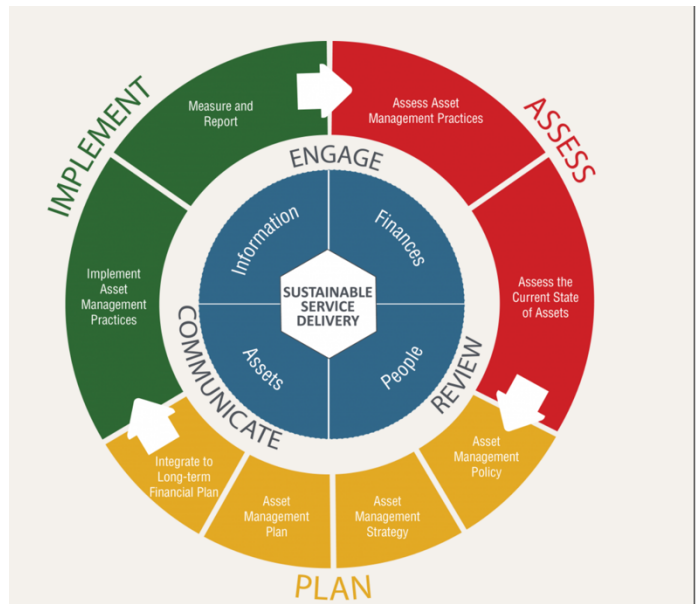 IMPLEMENT
Measure and
Report
Assess Asset
Management Practices
ASSESS
ENGAGE
Information
Finances
Implement
Asset
Management
Practices
SUSTAINABLE
SERVICE
DELIVERY
Assess the
Current State
of Assets
COMMUNICATE
Assets
People
REVIEW
Integrate to
Long-term
Financial Plan
Asset
Management
Plan
Asset
Management
Strategy
Asset
Management
Policy
PLAN